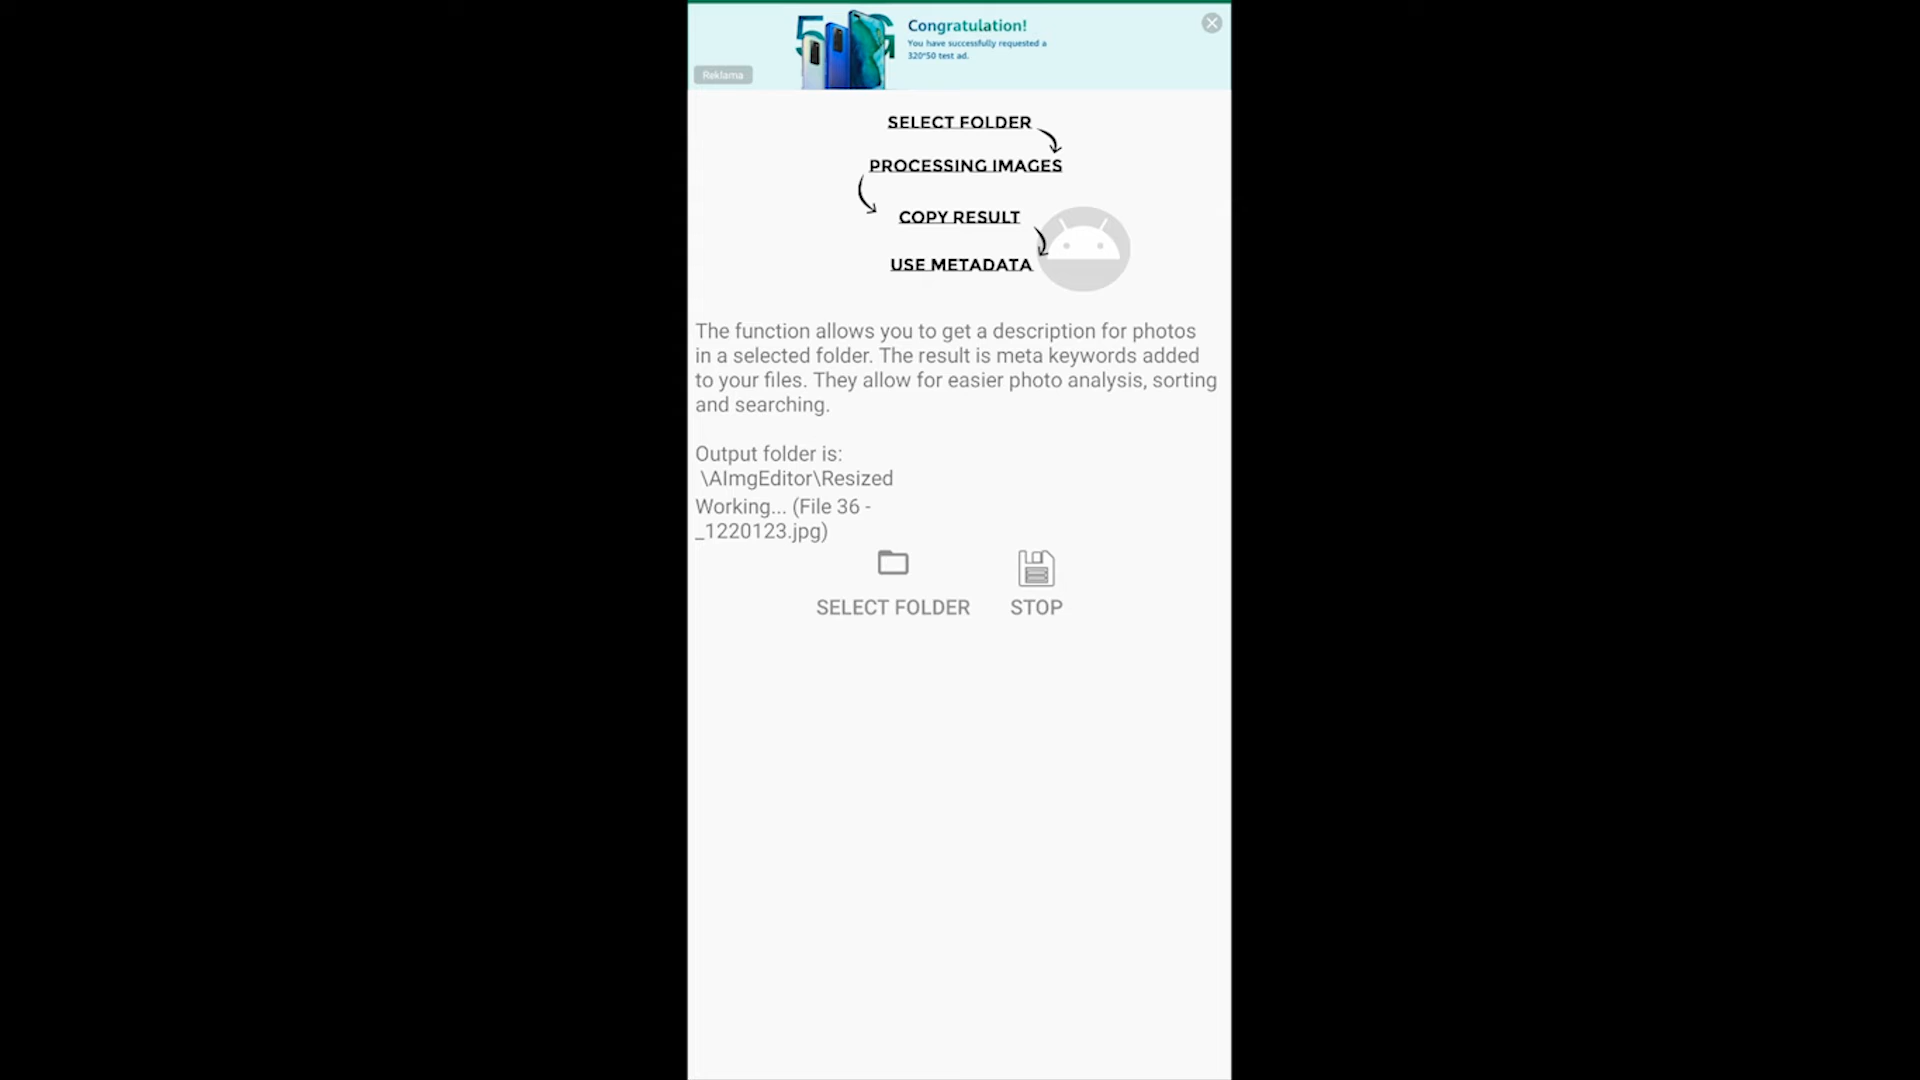 5G
Congratulation!
You have successfully requested a
320*50 test ad.
Reklama
SELECT FOLDER
PROCESSING IMAGES
COPY RESULT
USE METADATA
The function allows you to get a description for photos
in a selected folder. The result is meta keywords added
to your files. They allow for easier photo analysis, sorting
and searching.
Output folder is:
\AImgEditor\Resized
Working... (File 36 -
_1220123.jpg)
SELECT FOLDER
STOP